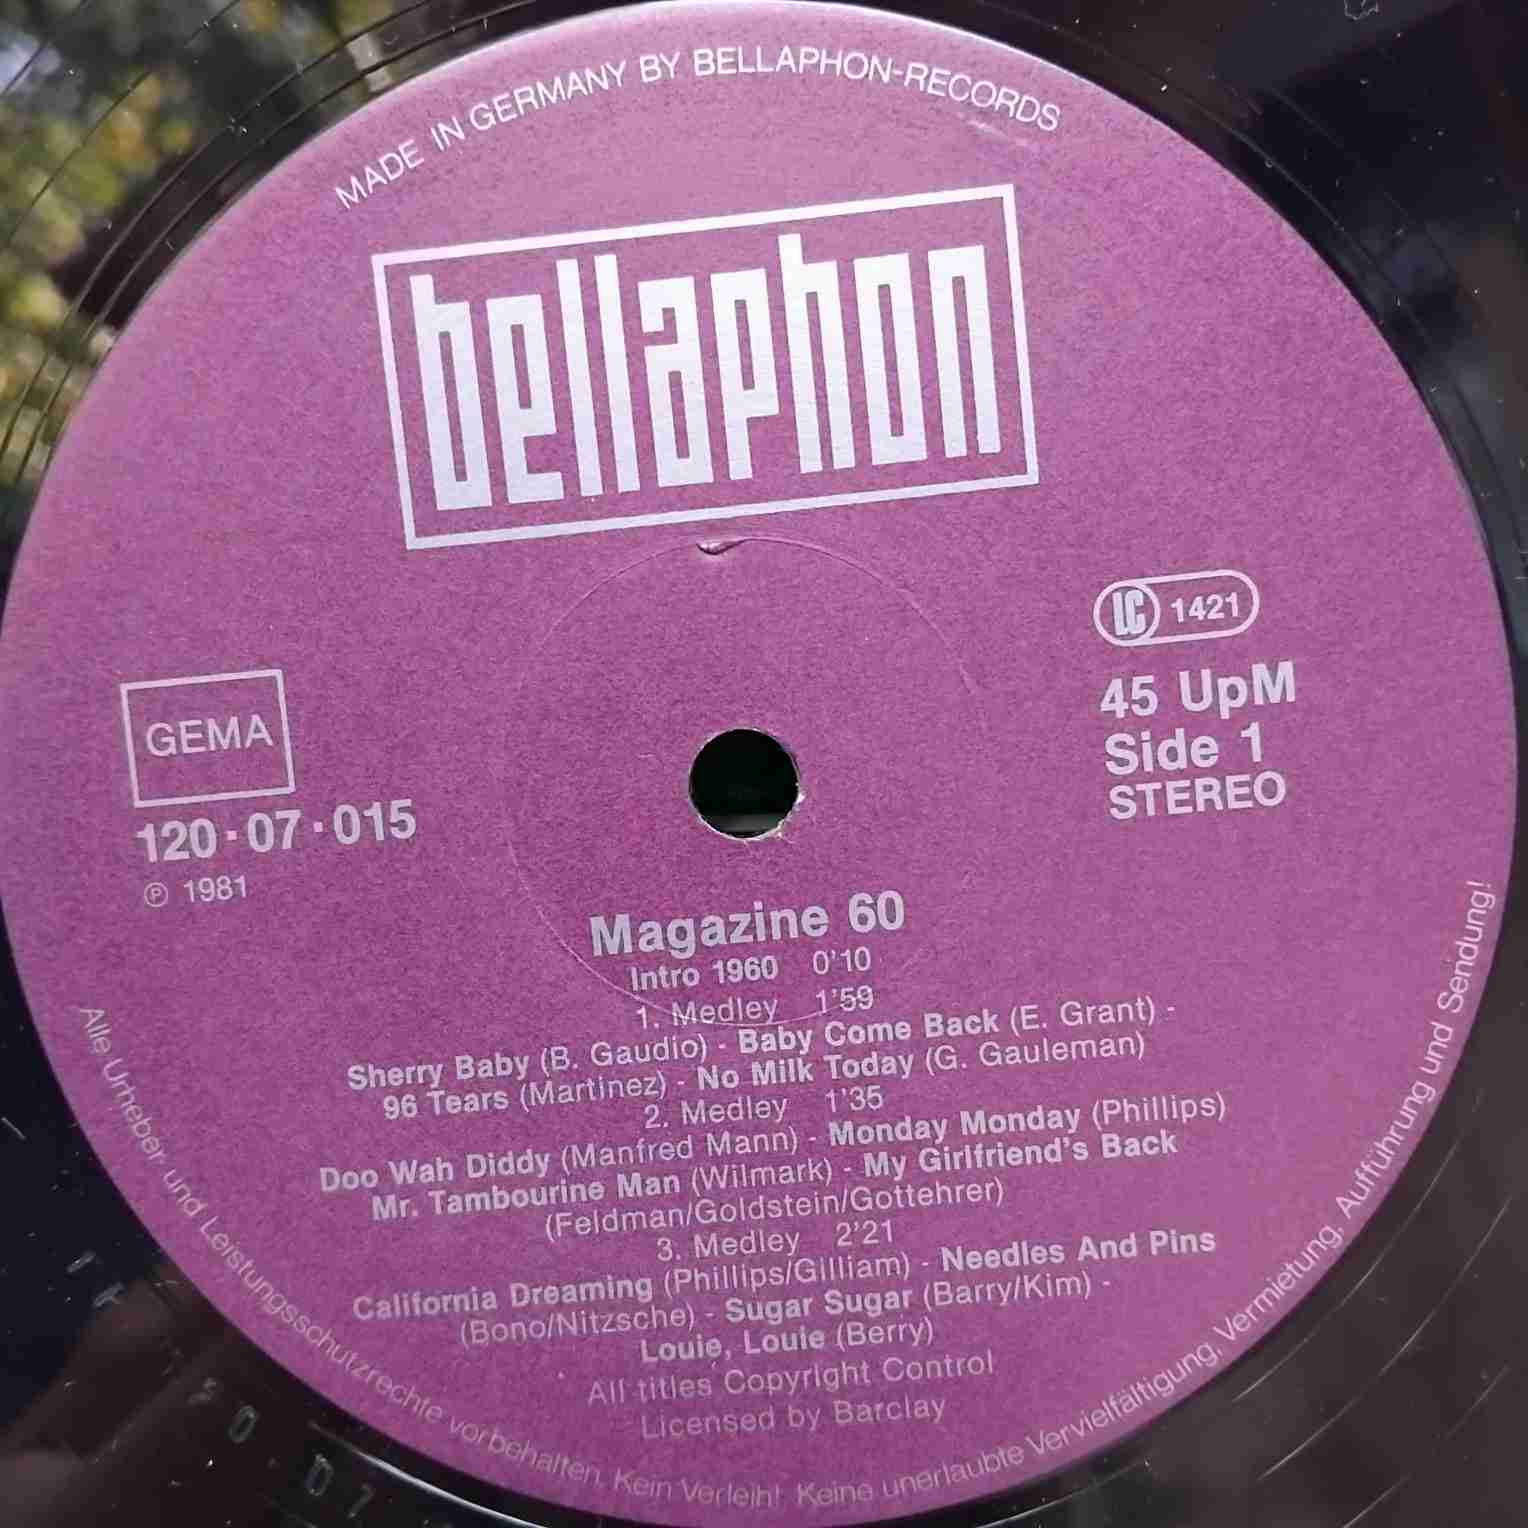 MADE IN GERMANY BY BELLAPHON-RECORDS
bellaphon
LC 1421
45 UpM
Side 1
STEREO
GEMA
120·07·015
℗ 1981
Magazine 60
Intro 1960 0'10
1. Medley 1'59
Sherry Baby (B. Gaudio) - Baby Come Back (E. Grant) -
96 Tears (Martinez) - No Milk Today (G. Gauleman)
2. Medley 1'35
Doo Wah Diddy (Manfred Mann) - Monday Monday (Phillips)
Mr. Tambourine Man (Wilmark) - My Girlfriend's Back
(Feldman/Goldstein/Gottehrer)
3. Medley 2'21
California Dreaming (Phillips/Gilliam) - Needles And Pins
(Bono/Nitzsche) - Sugar Sugar (Barry/Kim) -
Louie, Louie (Berry)
All titles Copyright Control
Licensed by Barclay
Alle Urheber und Leistungsschutzrechte vorbehalten. Kein Verleih! Keine unerlaubte Vervielfältigung, Vermietung, Aufführung und Sendung!